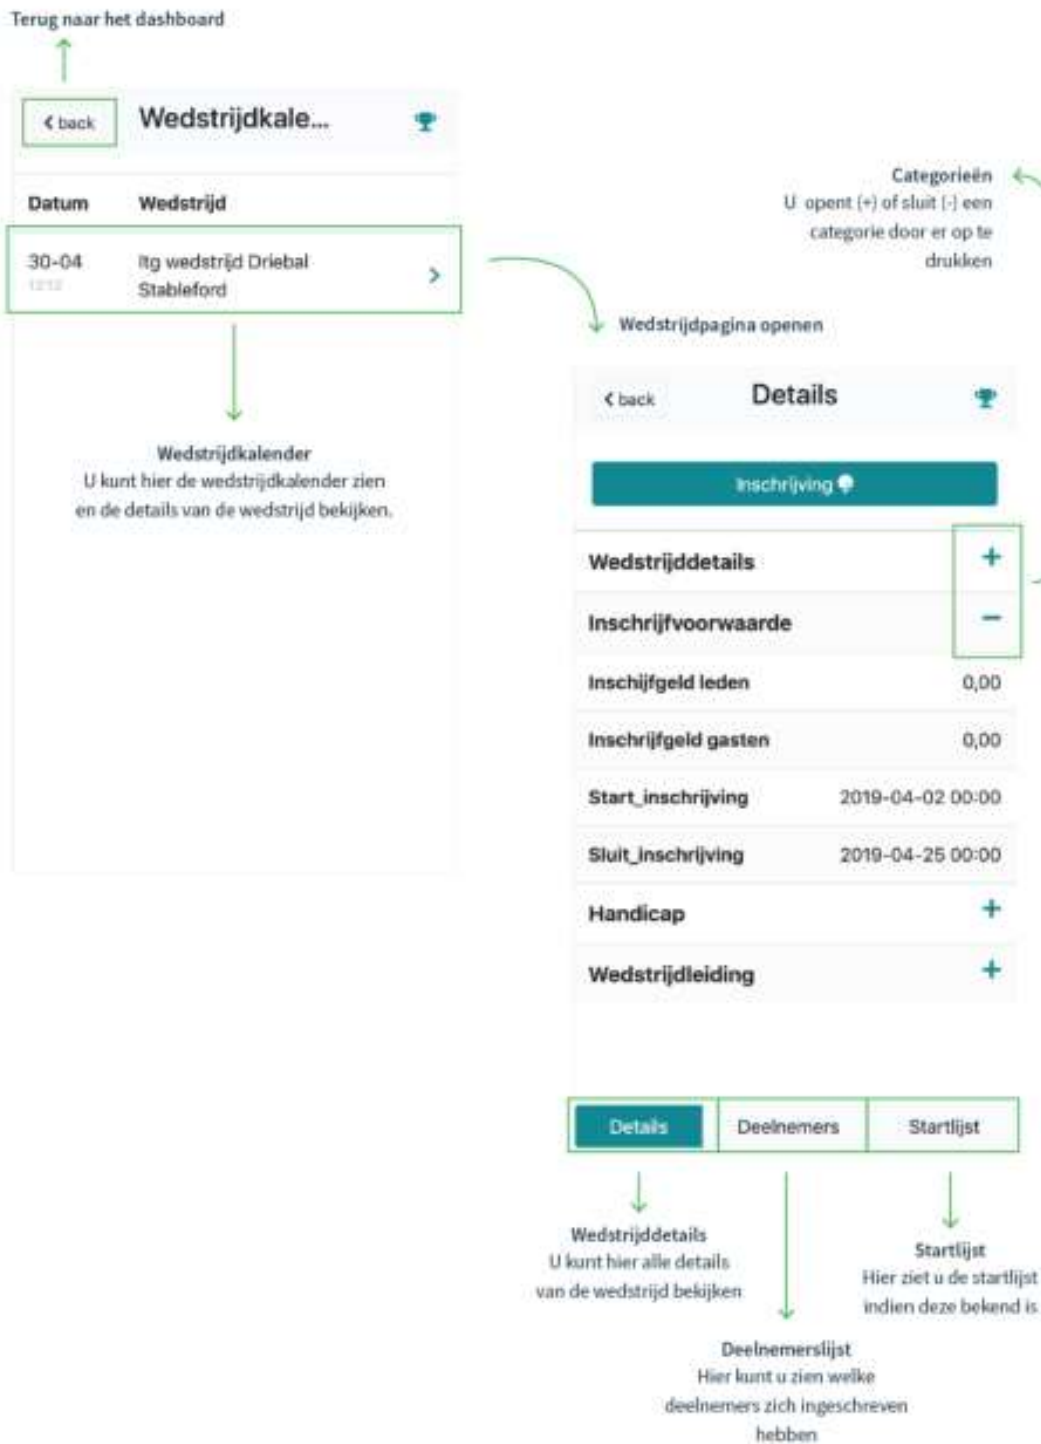 Terug naar het dashboard
back
Wedstrijdkale...
Datum
Wedstrijd
30-04
12:12
ltg wedstrijd Driebal
Stableford
Wedstrijdkalender
U kunt hier de wedstrijdkalender zien
en de details van de wedstrijd bekijken.
Categorieën
U opent (+) of sluit (-) een
categorie door er op te
drukken
Wedstrijdpagina openen
back
Details
Inschrijving
Wedstrijddetails +
Inschrijfvoorwaarde −
Inschijfgeld leden 0,00
Inschrijfgeld gasten 0,00
Start_inschrijving 2019-04-02 00:00
Sluit_inschrijving 2019-04-25 00:00
Handicap +
Wedstrijdleiding +
Details
Deelnemers
Startlijst
Wedstrijddetails
U kunt hier alle details
van de wedstrijd bekijken
Startlijst
Hier ziet u de startlijst
indien deze bekend is
Deelnemerslijst
Hier kunt u zien welke
deelnemers zich ingeschreven
hebben